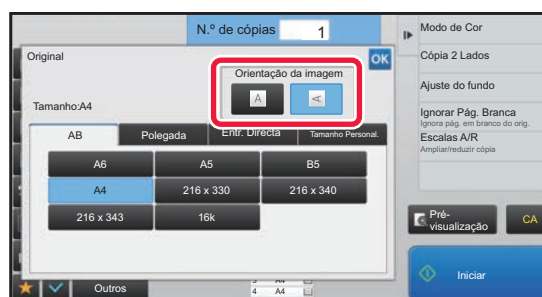 N.º de cópias 1
Original
OK
Orientação da imagem
A A
Tamanho:A4
AB Polegada Entr. Directa Tamanho Personal.
A6 A5 B5
A4 216 x 330 216 x 340
216 x 343 16k
Modo de Cor
Cópia 2 Lados
Ajuste do fundo
Ignorar Pág. Branca
Ignora pág. em branco do orig.
Escalas A/R
Ampliar/reduzir cópia
Pré-
visualização
CA
Iniciar
Outros
4 A4